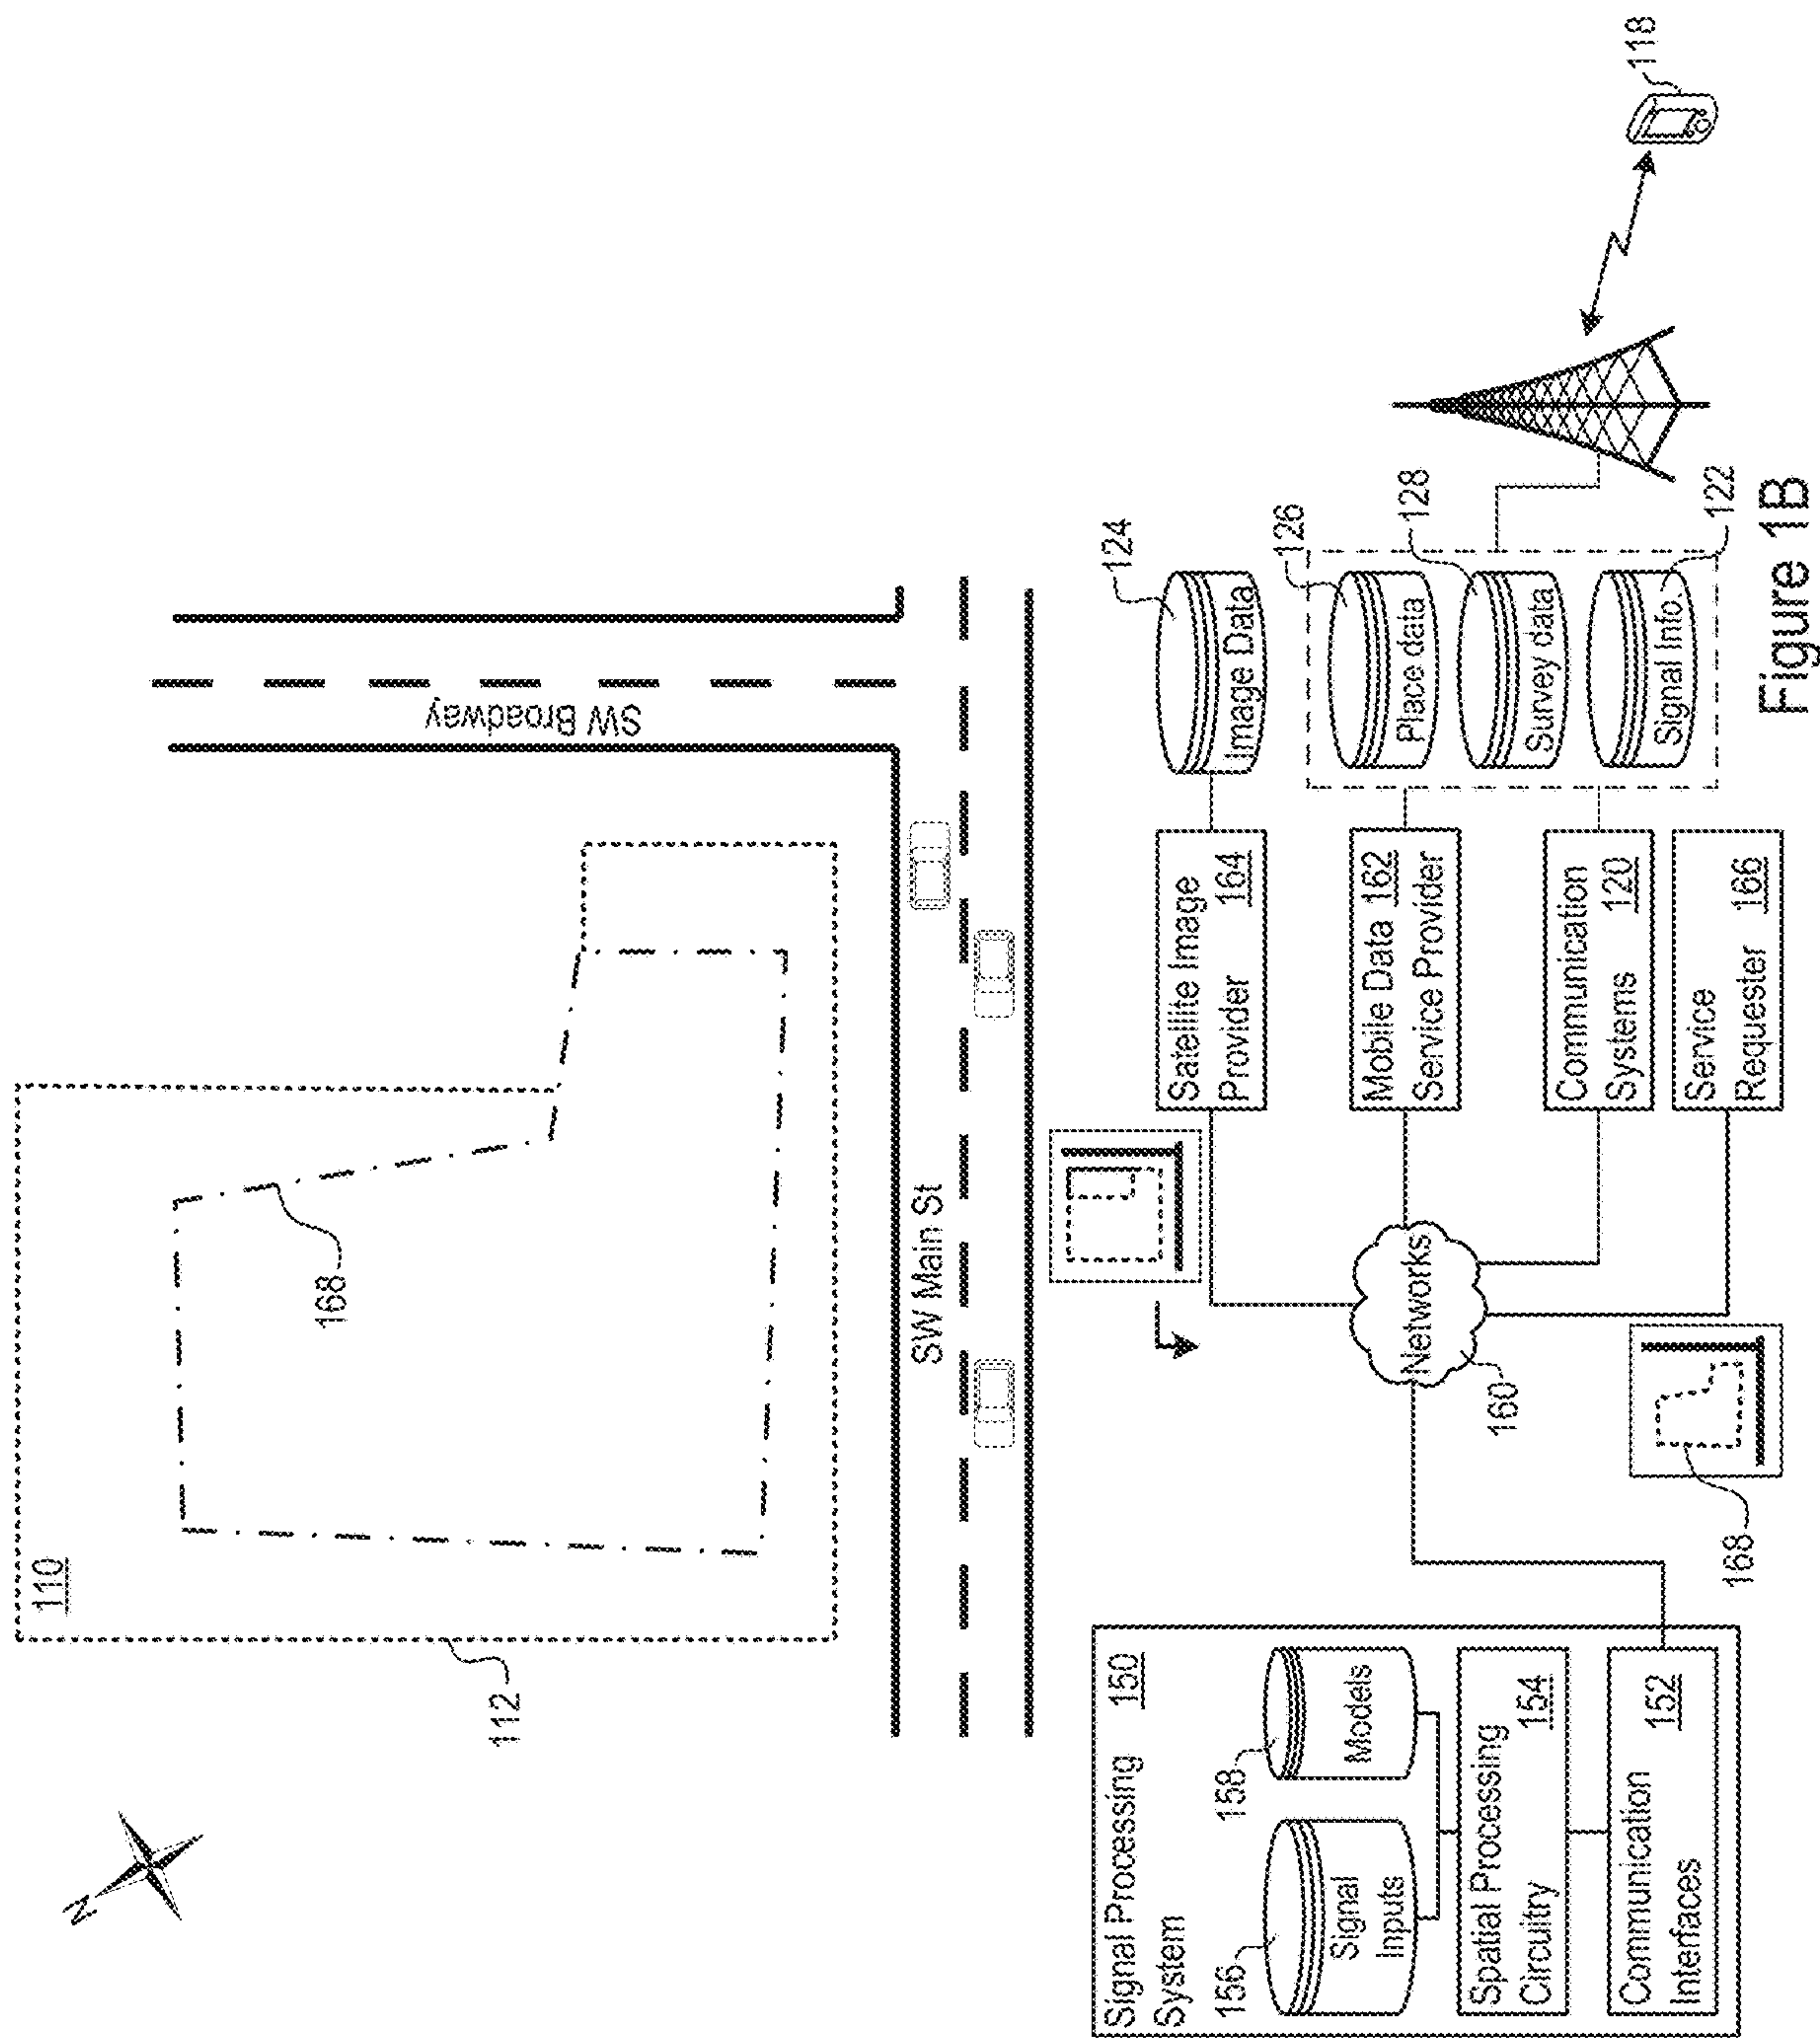 N
110
112
168
SW Broadway
SW Main St
Signal Processing 150
System
156
Signal
Inputs
158
Models
Spatial Processing
Circuitry 154
Communication
Interfaces 152
Networks
160
168
Satellite Image
Provider 164
Mobile Data 162
Service Provider
Communication
Systems 120
Service
Requester 166
124
Image Data
126
Place data
128
Survey data
Signal Info.
122
118
Figure 1B